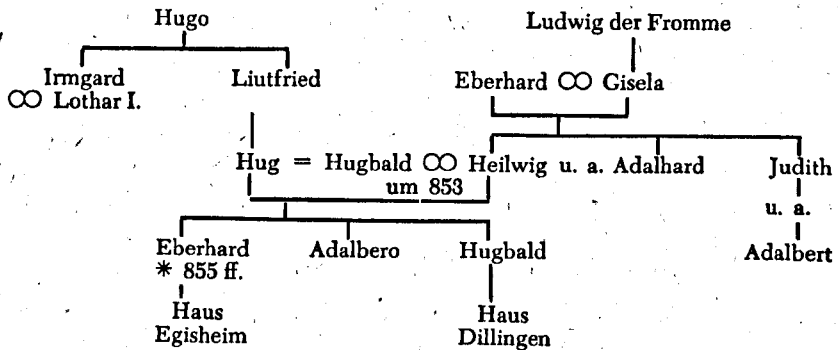 Hugo
Ludwig der Fromme
Irmgard
∞ Lothar I.
Liutfried
Eberhard ∞ Gisela
Hug = Hugbald ∞ Heilwig u. a. Adalhard
um 853
Judith
u. a.
Adalbert
Eberhard
* 855 ff.
Adalbero
Hugbald
Haus
Egisheim
Haus
Dillingen